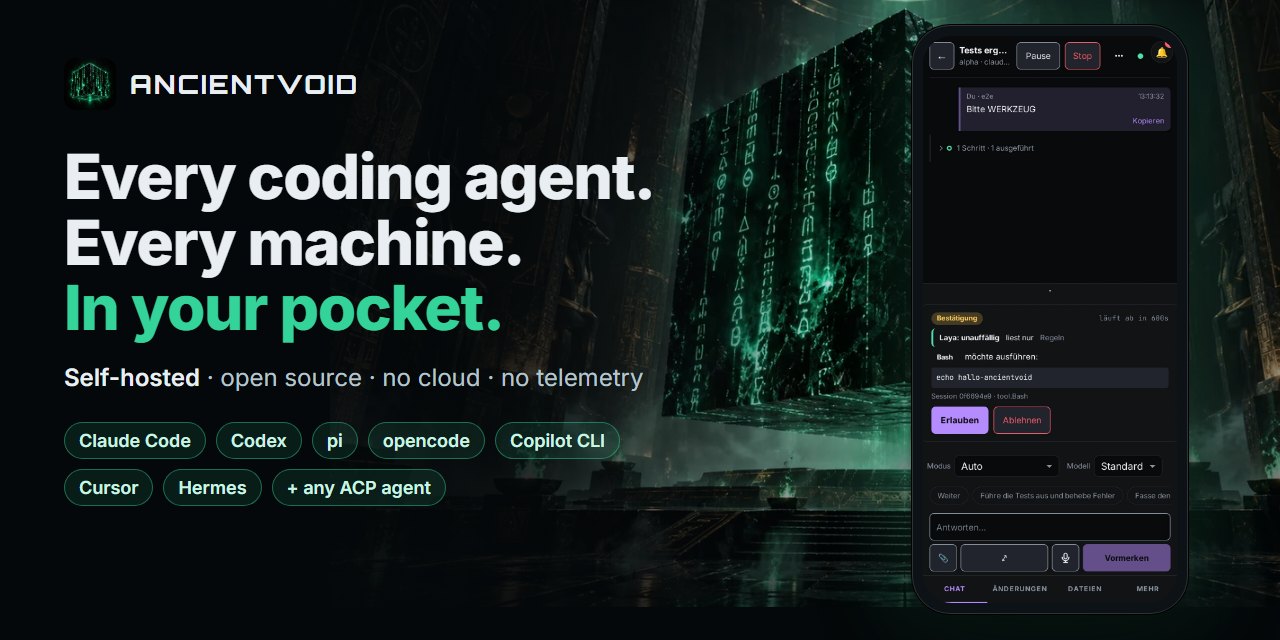 ANCIENTVOID
Every coding agent.
Every machine.
In your pocket.
Self-hosted · open source · no cloud · no telemetry
Claude Code Codex pi opencode Copilot CLI
Cursor Hermes + any ACP agent
← Tests erg... Pause Stop ···
alpha · claud...
Du · e2e 13:13:32
Bitte WERKZEUG
Kopieren
› 1 Schritt · 1 ausgeführt
Bestätigung läuft ab in 600s
Laya: unauffällig liest nur Regeln
Bash möchte ausführen:
echo hallo-ancientvoid
Session 0f6694e9 · tool.Bash
Erlauben Ablehnen
Modus Auto Modell Standard
Weiter Führe die Tests aus und behebe Fehler Fasse den
Antworten...
Vormerken
CHAT ÄNDERUNGEN DATEIEN MEHR